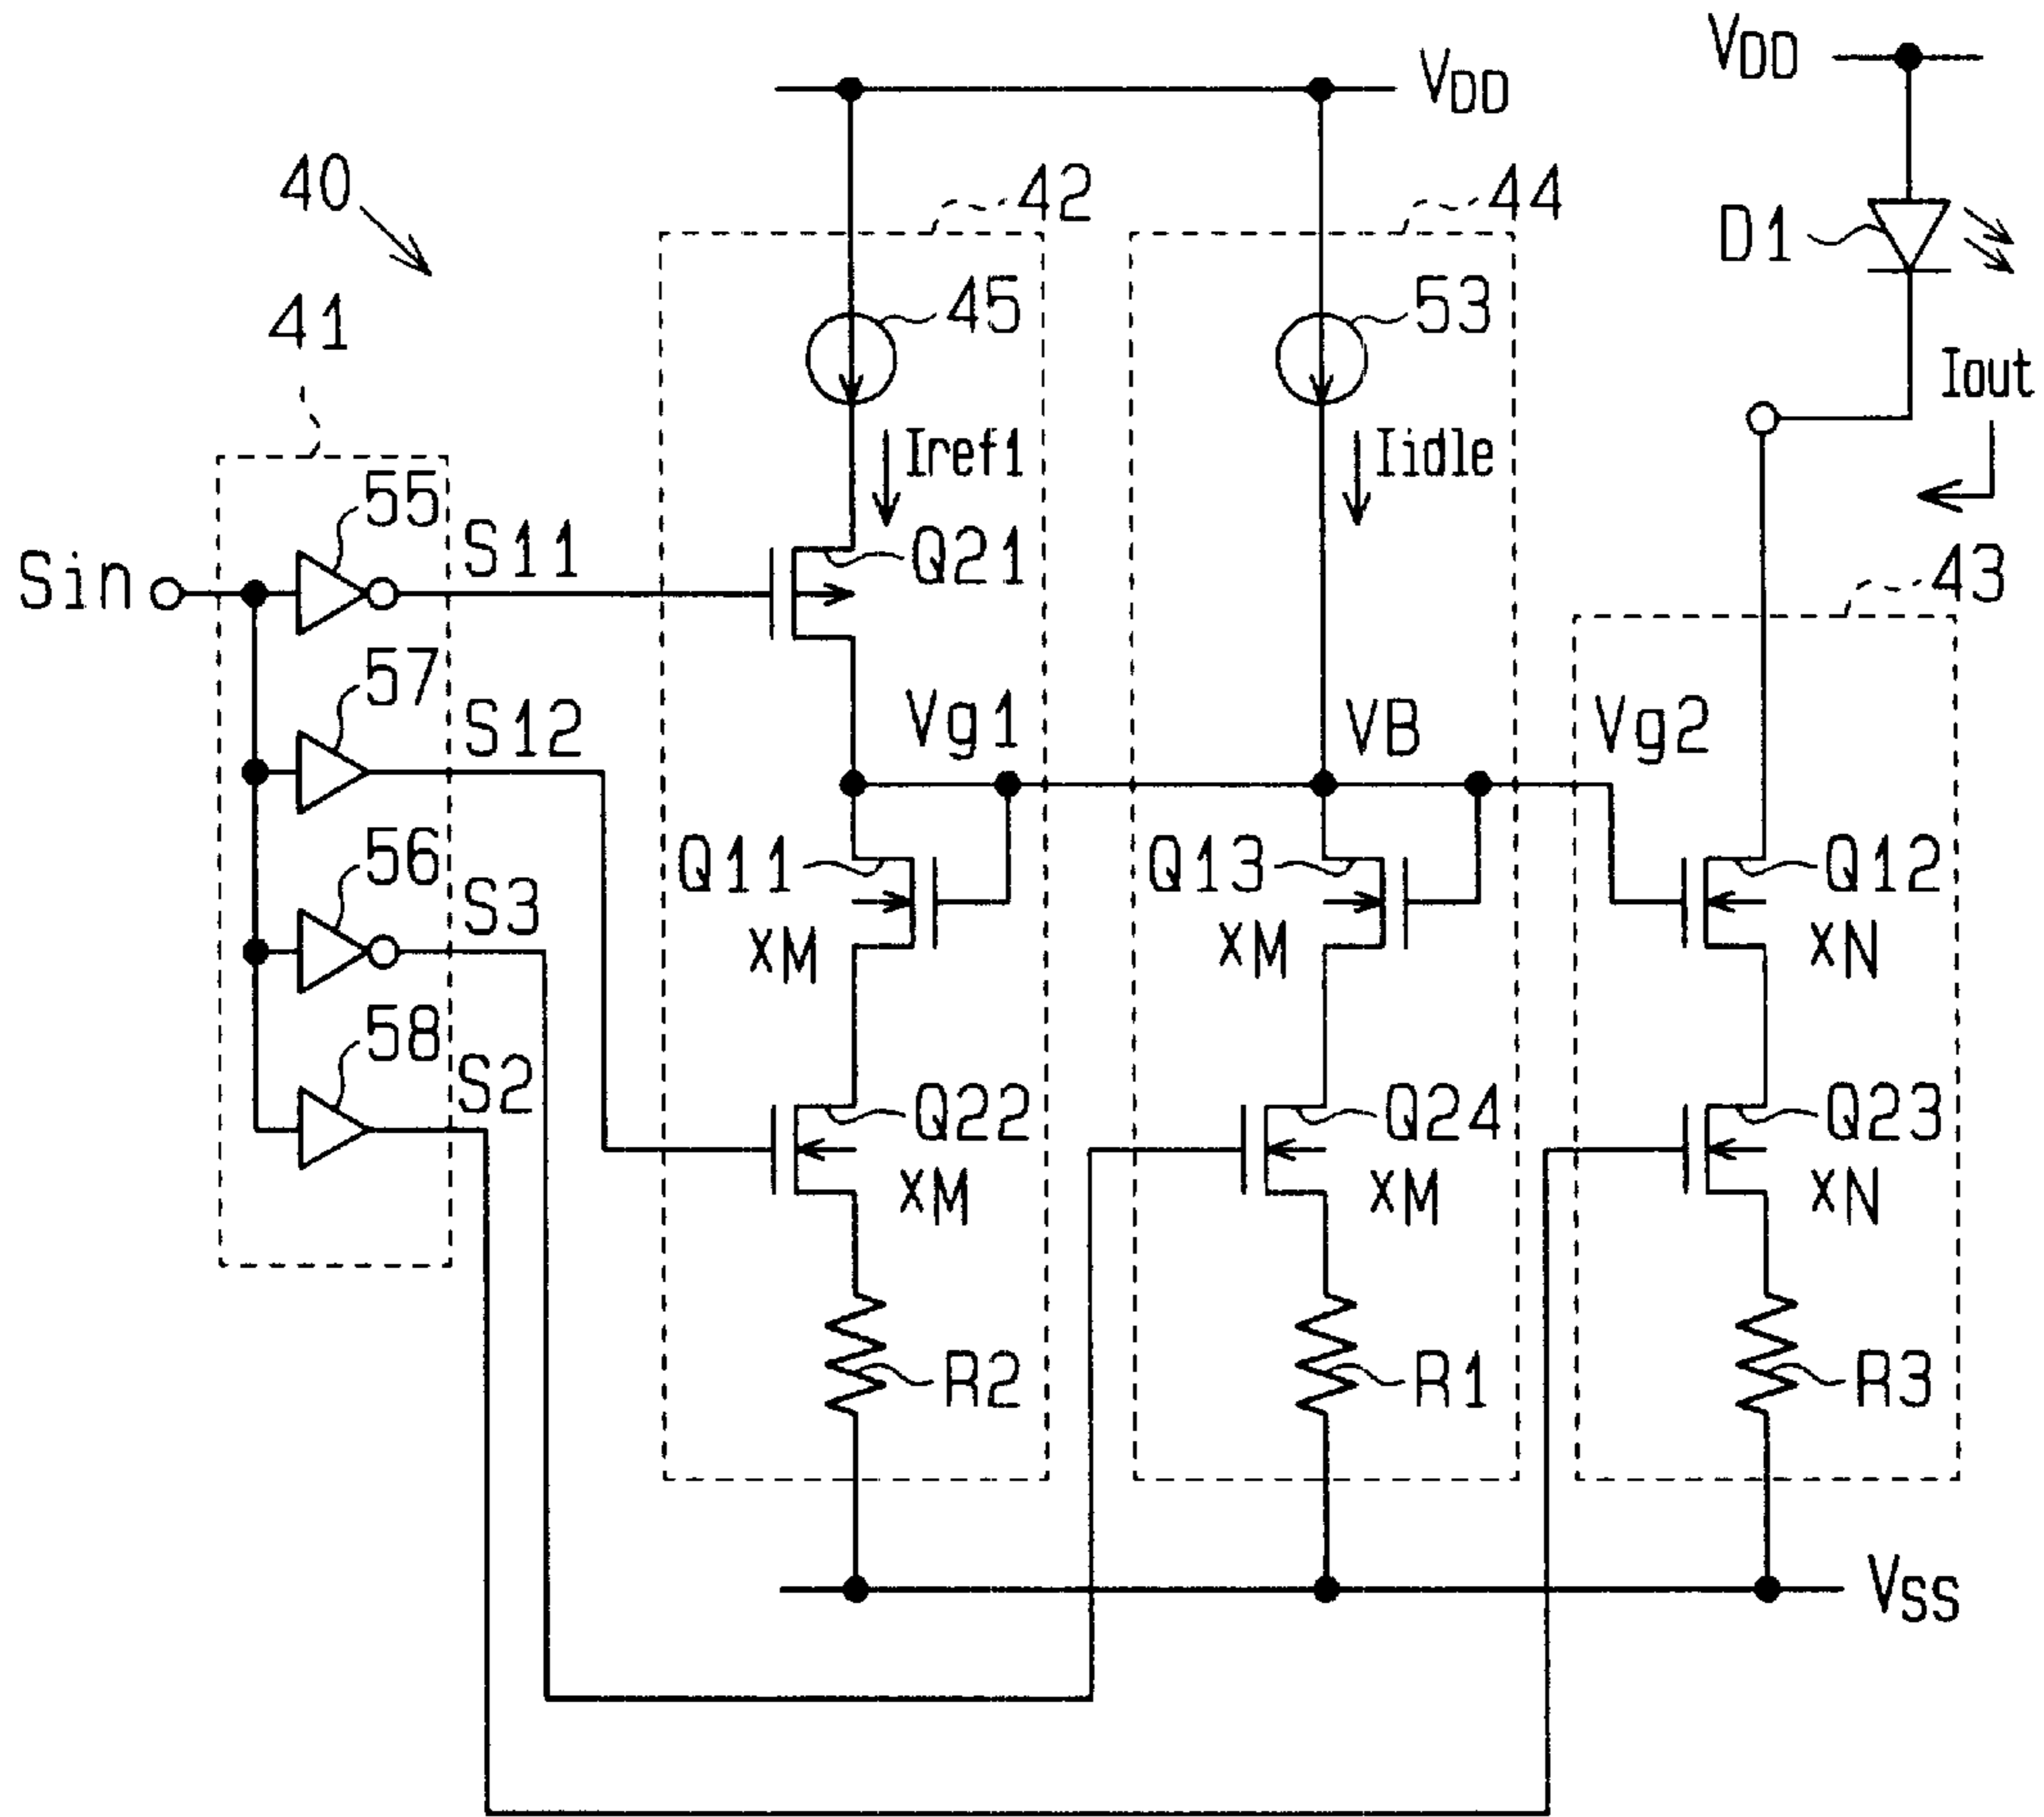 VDD
VDD
40
42
44
D1
41
45
53
Iout
55
S11
Iref1
Iidle
Sin
Q21
43
57
S12
Vg1
VB
Vg2
56
S3
Q11
xM
Q13
xM
Q12
xN
58
S2
Q22
xM
Q24
xM
Q23
xN
R2
R1
R3
VSS